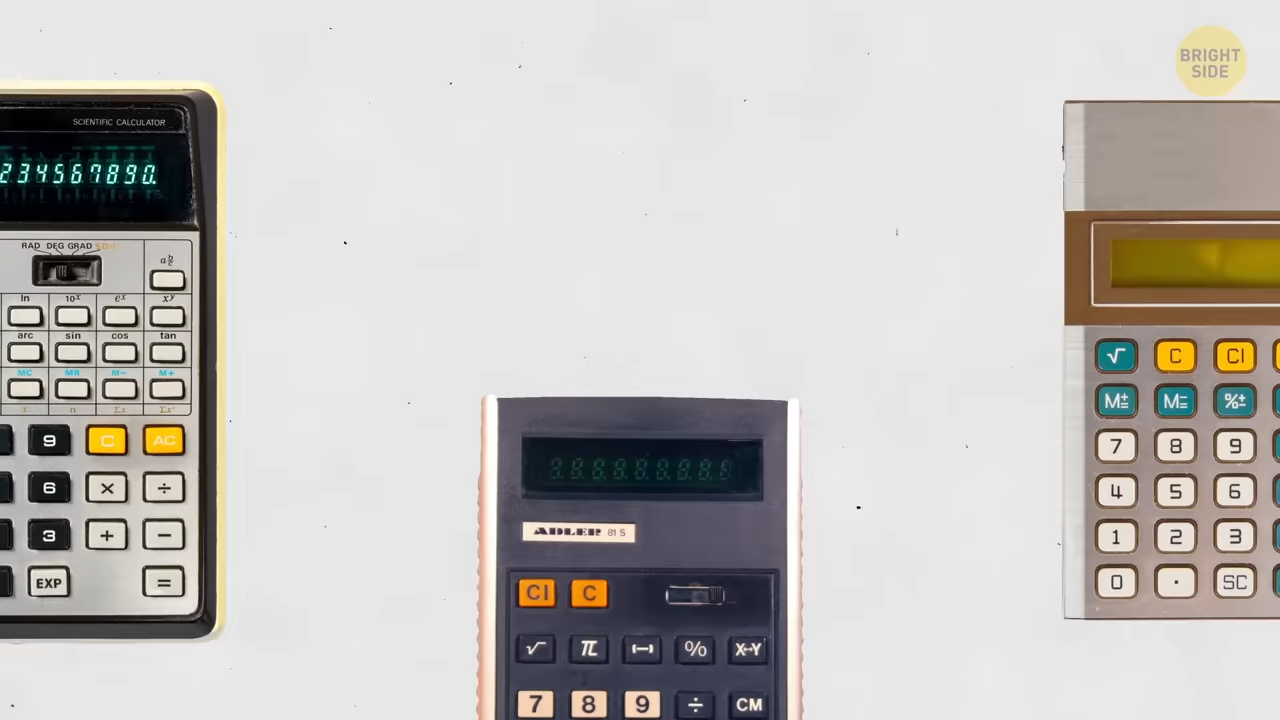 BRIGHT
SIDE
SCIENTIFIC CALCULATOR
234567890.
RAD DEG GRAD
a b/c
ln 10ˣ eˣ xʸ
arc sin cos tan
MC MR M− M+
n Σx Σx²
9 C AC
6 × ÷
3 + −
EXP =
8.8.8.8.8.8.8.8.8
ADLER 81 S
CI C
√ π (−) % X↔Y
7 8 9 ÷ CM
√ C CI
M± M= %±
7 8 9
4 5 6
1 2 3
0 · SC